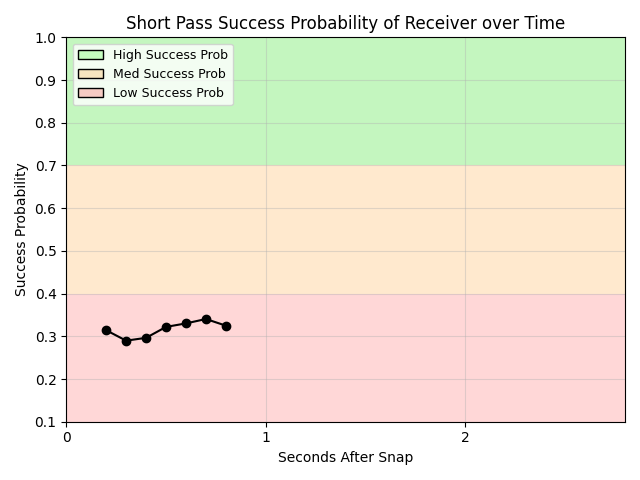 Short Pass Success Probability of Receiver over Time
High Success Prob
Med Success Prob
Low Success Prob
Success Probability
1.0
0.9
0.8
0.7
0.6
0.5
0.4
0.3
0.2
0.1
0 1 2
Seconds After Snap